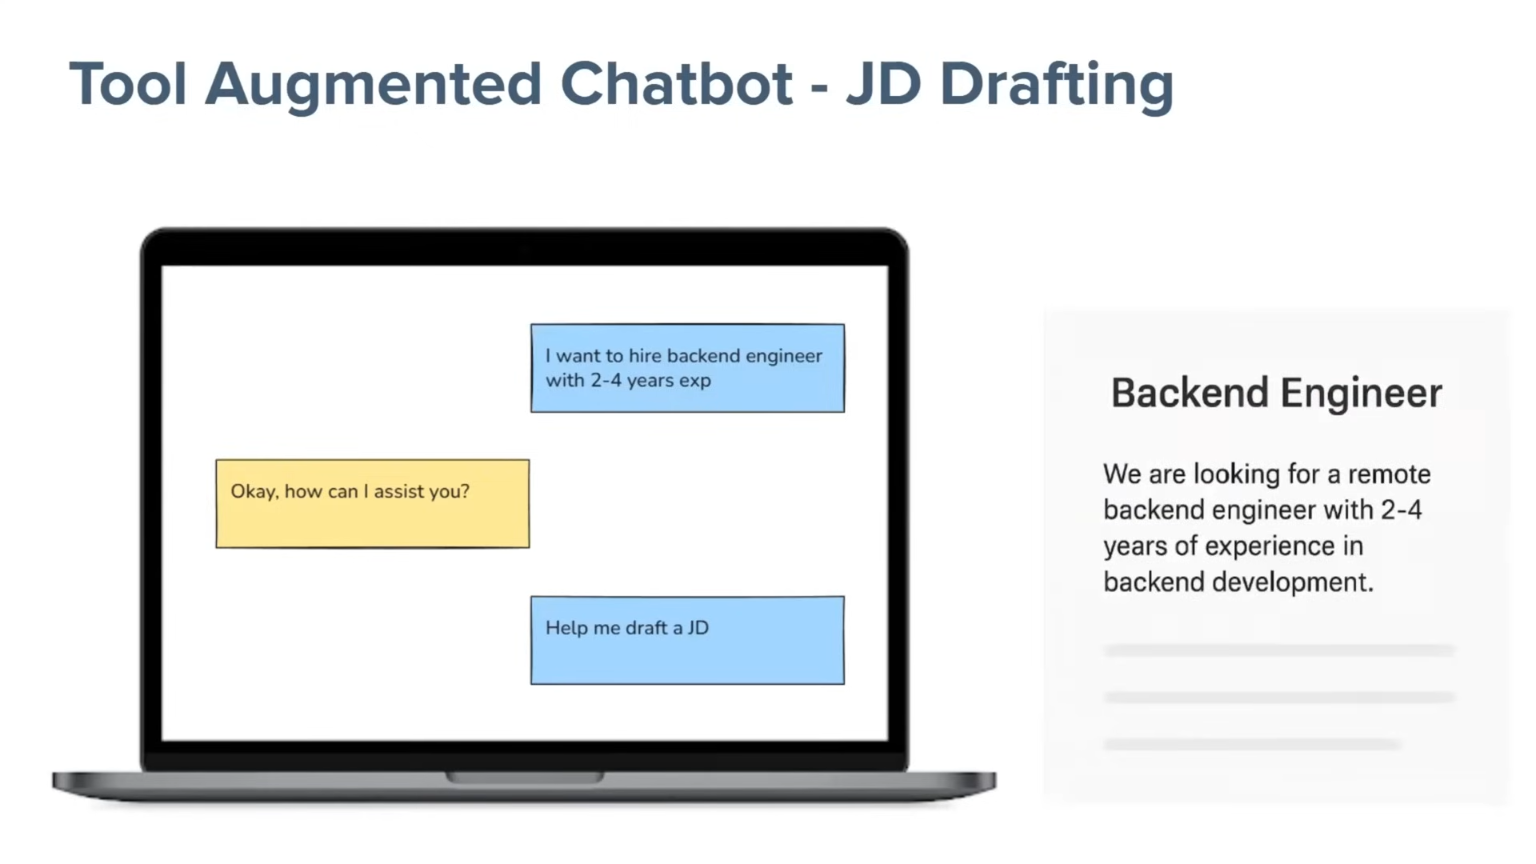 Tool Augmented Chatbot - JD Drafting
I want to hire backend engineer
with 2-4 years exp
Okay, how can I assist you?
Help me draft a JD
Backend Engineer
We are looking for a remote
backend engineer with 2-4
years of experience in
backend development.